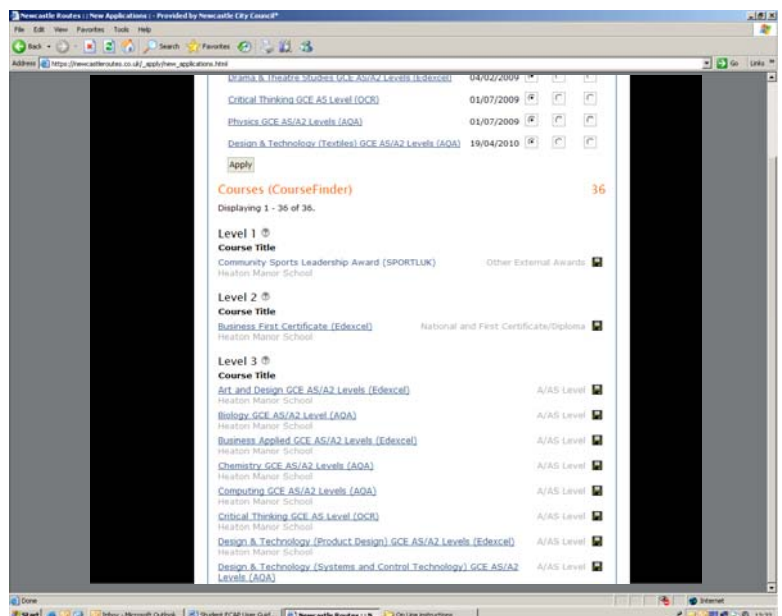 Newcastle Routes :: New Applications : - Provided by Newcastle City Council*
File Edit View Favorites Tools Help
Back Search Favorites
Address https://newcastleroutes.co.uk/_apply/new_applications.html Go Links
Drama & Theatre Studies GCE AS/A2 Levels (Edexcel) 04/02/2009
Critical Thinking GCE AS Level (OCR) 01/07/2009
Physics GCE AS/A2 Levels (AQA) 01/07/2009
Design & Technology (Textiles) GCE AS/A2 Levels (AQA) 19/04/2010
Apply
Courses (CourseFinder) 36
Displaying 1 - 36 of 36.
Level 1
Course Title
Community Sports Leadership Award (SPORTLUK) Other External Awards
Heaton Manor School
Level 2
Course Title
Business First Certificate (Edexcel) National and First Certificate/Diploma
Heaton Manor School
Level 3
Course Title
Art and Design GCE AS/A2 Levels (Edexcel) A/AS Level
Heaton Manor School
Biology GCE AS/A2 Level (AQA) A/AS Level
Heaton Manor School
Business Applied GCE AS/A2 Levels (Edexcel) A/AS Level
Heaton Manor School
Chemistry GCE AS/A2 Levels (AQA) A/AS Level
Heaton Manor School
Computing GCE AS/A2 Levels (AQA) A/AS Level
Heaton Manor School
Critical Thinking GCE AS Level (OCR) A/AS Level
Heaton Manor School
Design & Technology (Product Design) GCE AS/A2 Levels (Edexcel) A/AS Level
Heaton Manor School
Design & Technology (Systems and Control Technology) GCE AS/A2 A/AS Level
Levels (AQA)
Done Internet
Start Inbox - Microsoft Outlook Student ECAP User Guid... Newcastle Routes :: N... On Line Instructions